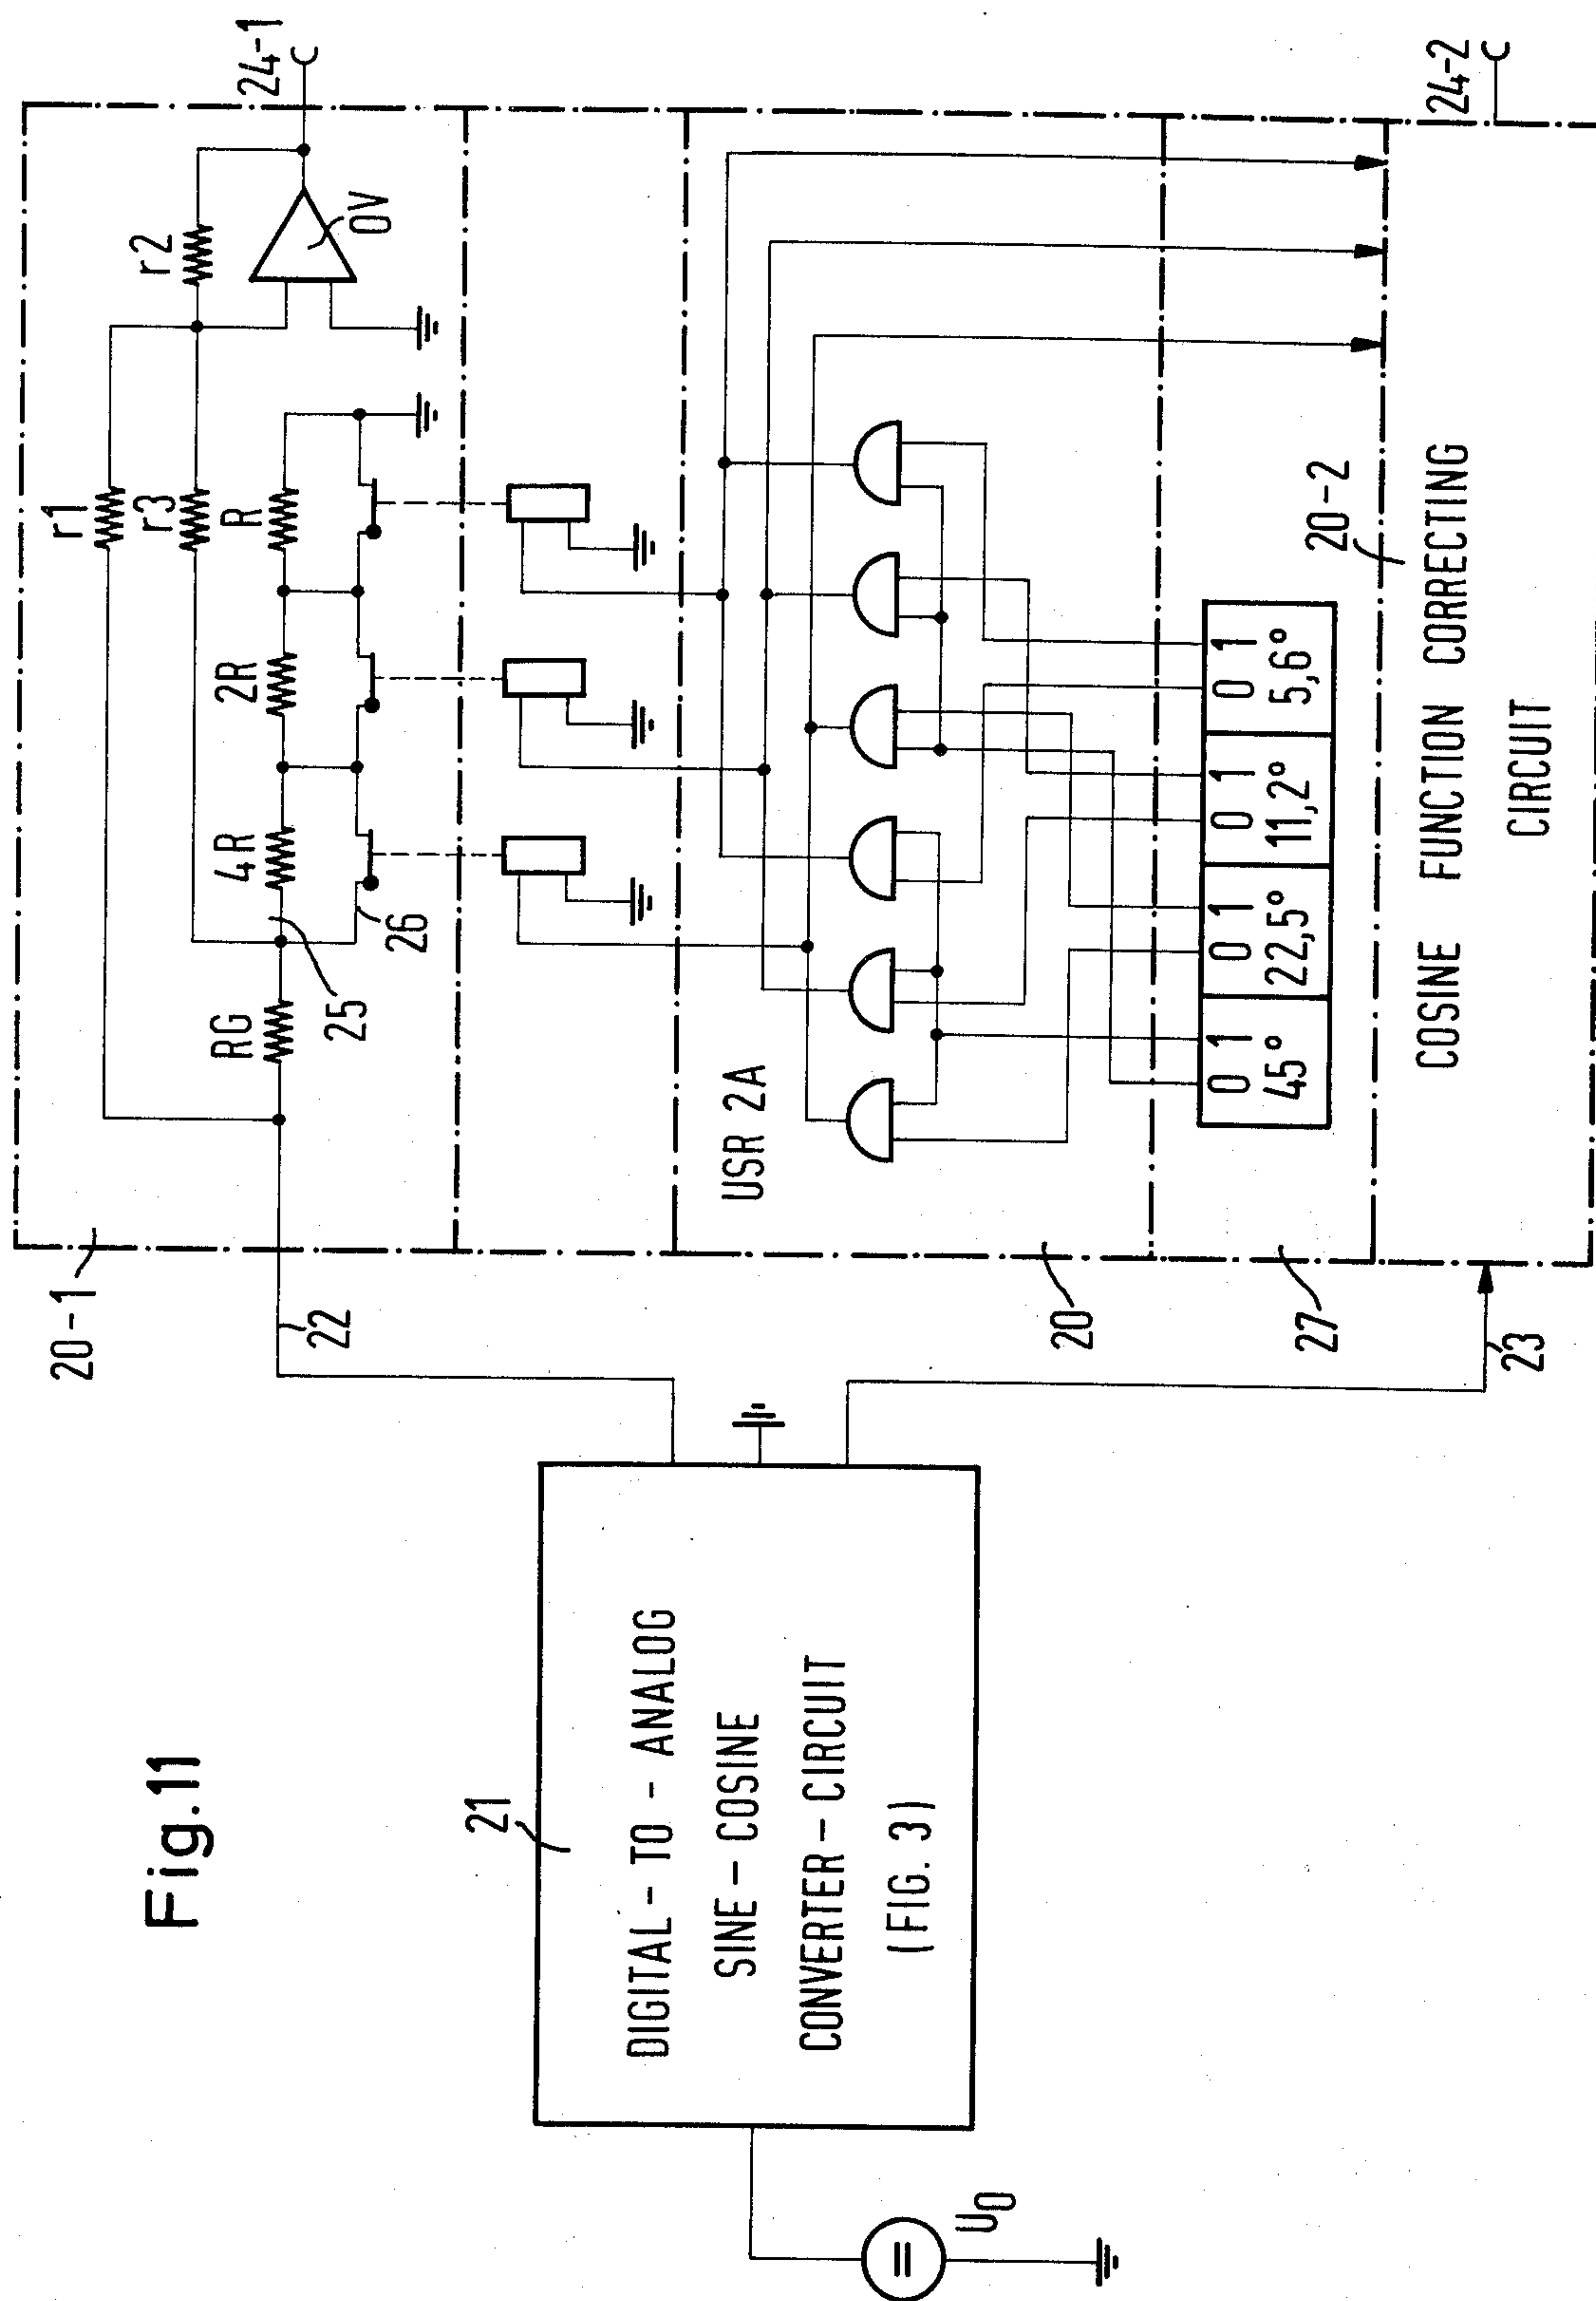 Fig.11
U0
21
DIGITAL - TO - ANALOG
SINE - COSINE
CONVERTER - CIRCUIT
(FIG. 3)
20-1
22
20
27
23
RG
25
26
4R
2R
R
r1
r3
r2
0V
24-1
USR 2A
0 1 0 1 0 1 0 1
45° 22,5° 11,2° 5,6°
20-2
COSINE FUNCTION CORRECTING
CIRCUIT
24-2